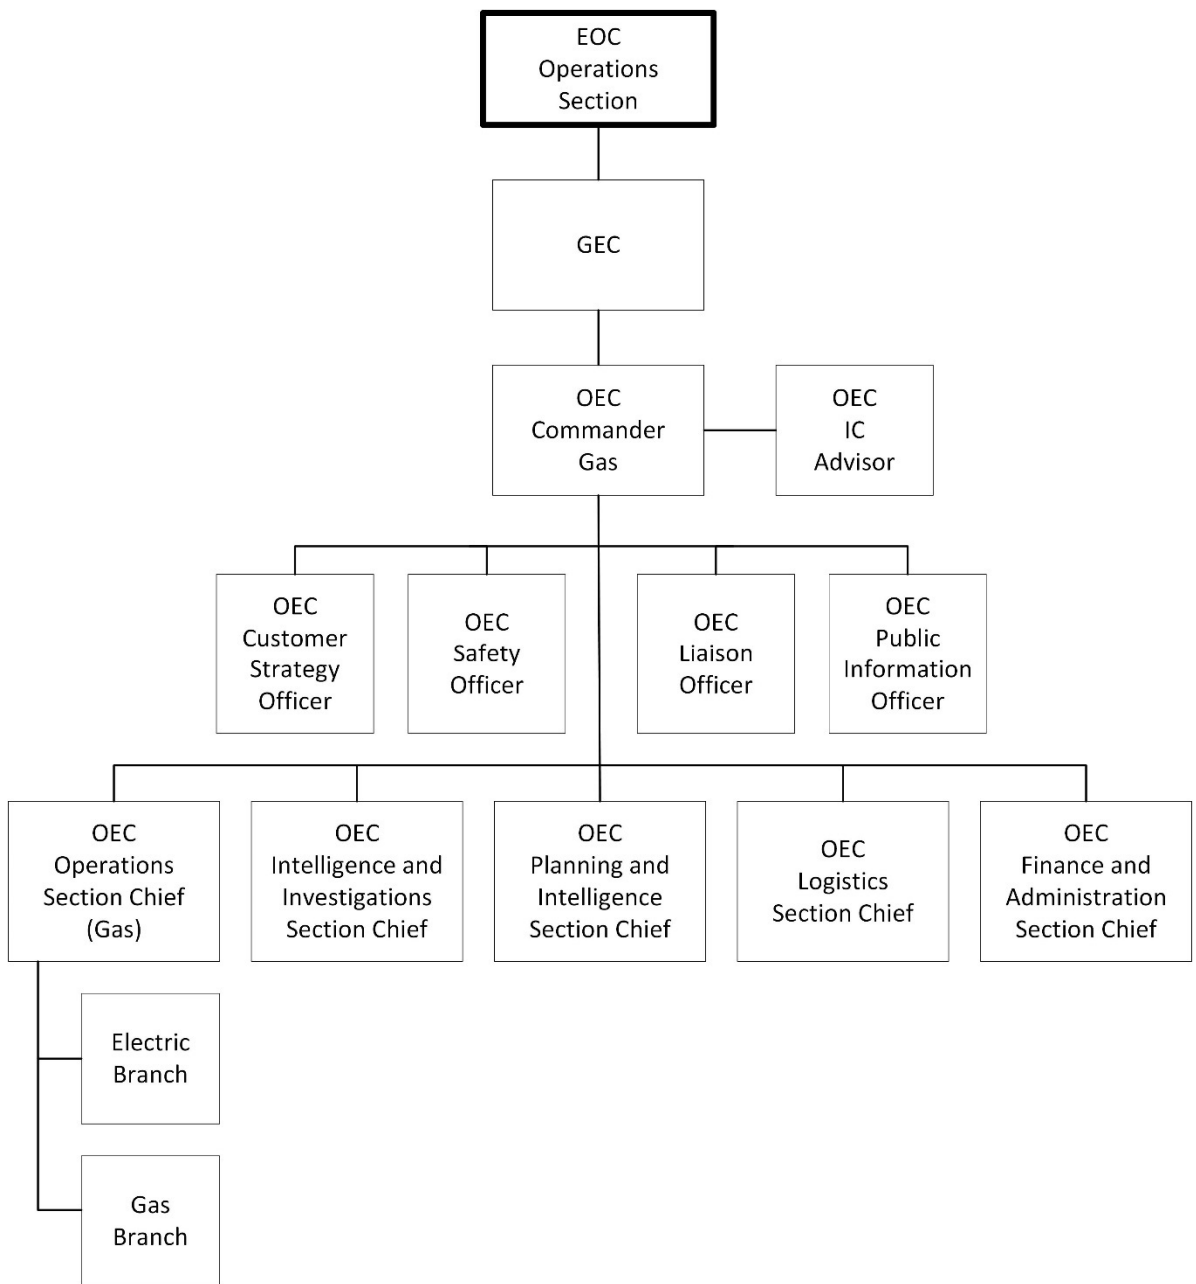 EOC
Operations
Section
GEC
OEC
Commander
Gas
OEC
IC
Advisor
OEC
Customer
Strategy
Officer
OEC
Safety
Officer
OEC
Liaison
Officer
OEC
Public
Information
Officer
OEC
Operations
Section Chief
(Gas)
OEC
Intelligence and
Investigations
Section Chief
OEC
Planning and
Intelligence
Section Chief
OEC
Logistics
Section Chief
OEC
Finance and
Administration
Section Chief
Electric
Branch
Gas
Branch